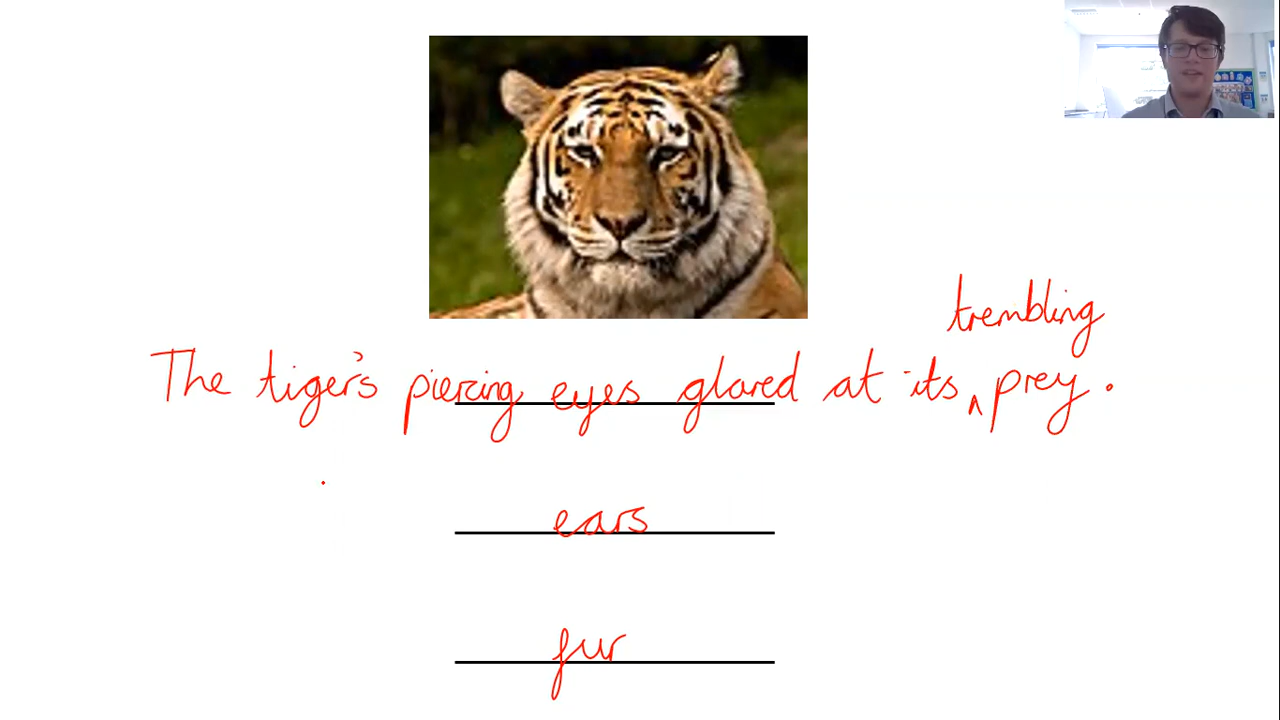 trembling
The tiger's piercing eyes glared at its ^ prey.
ears
fur